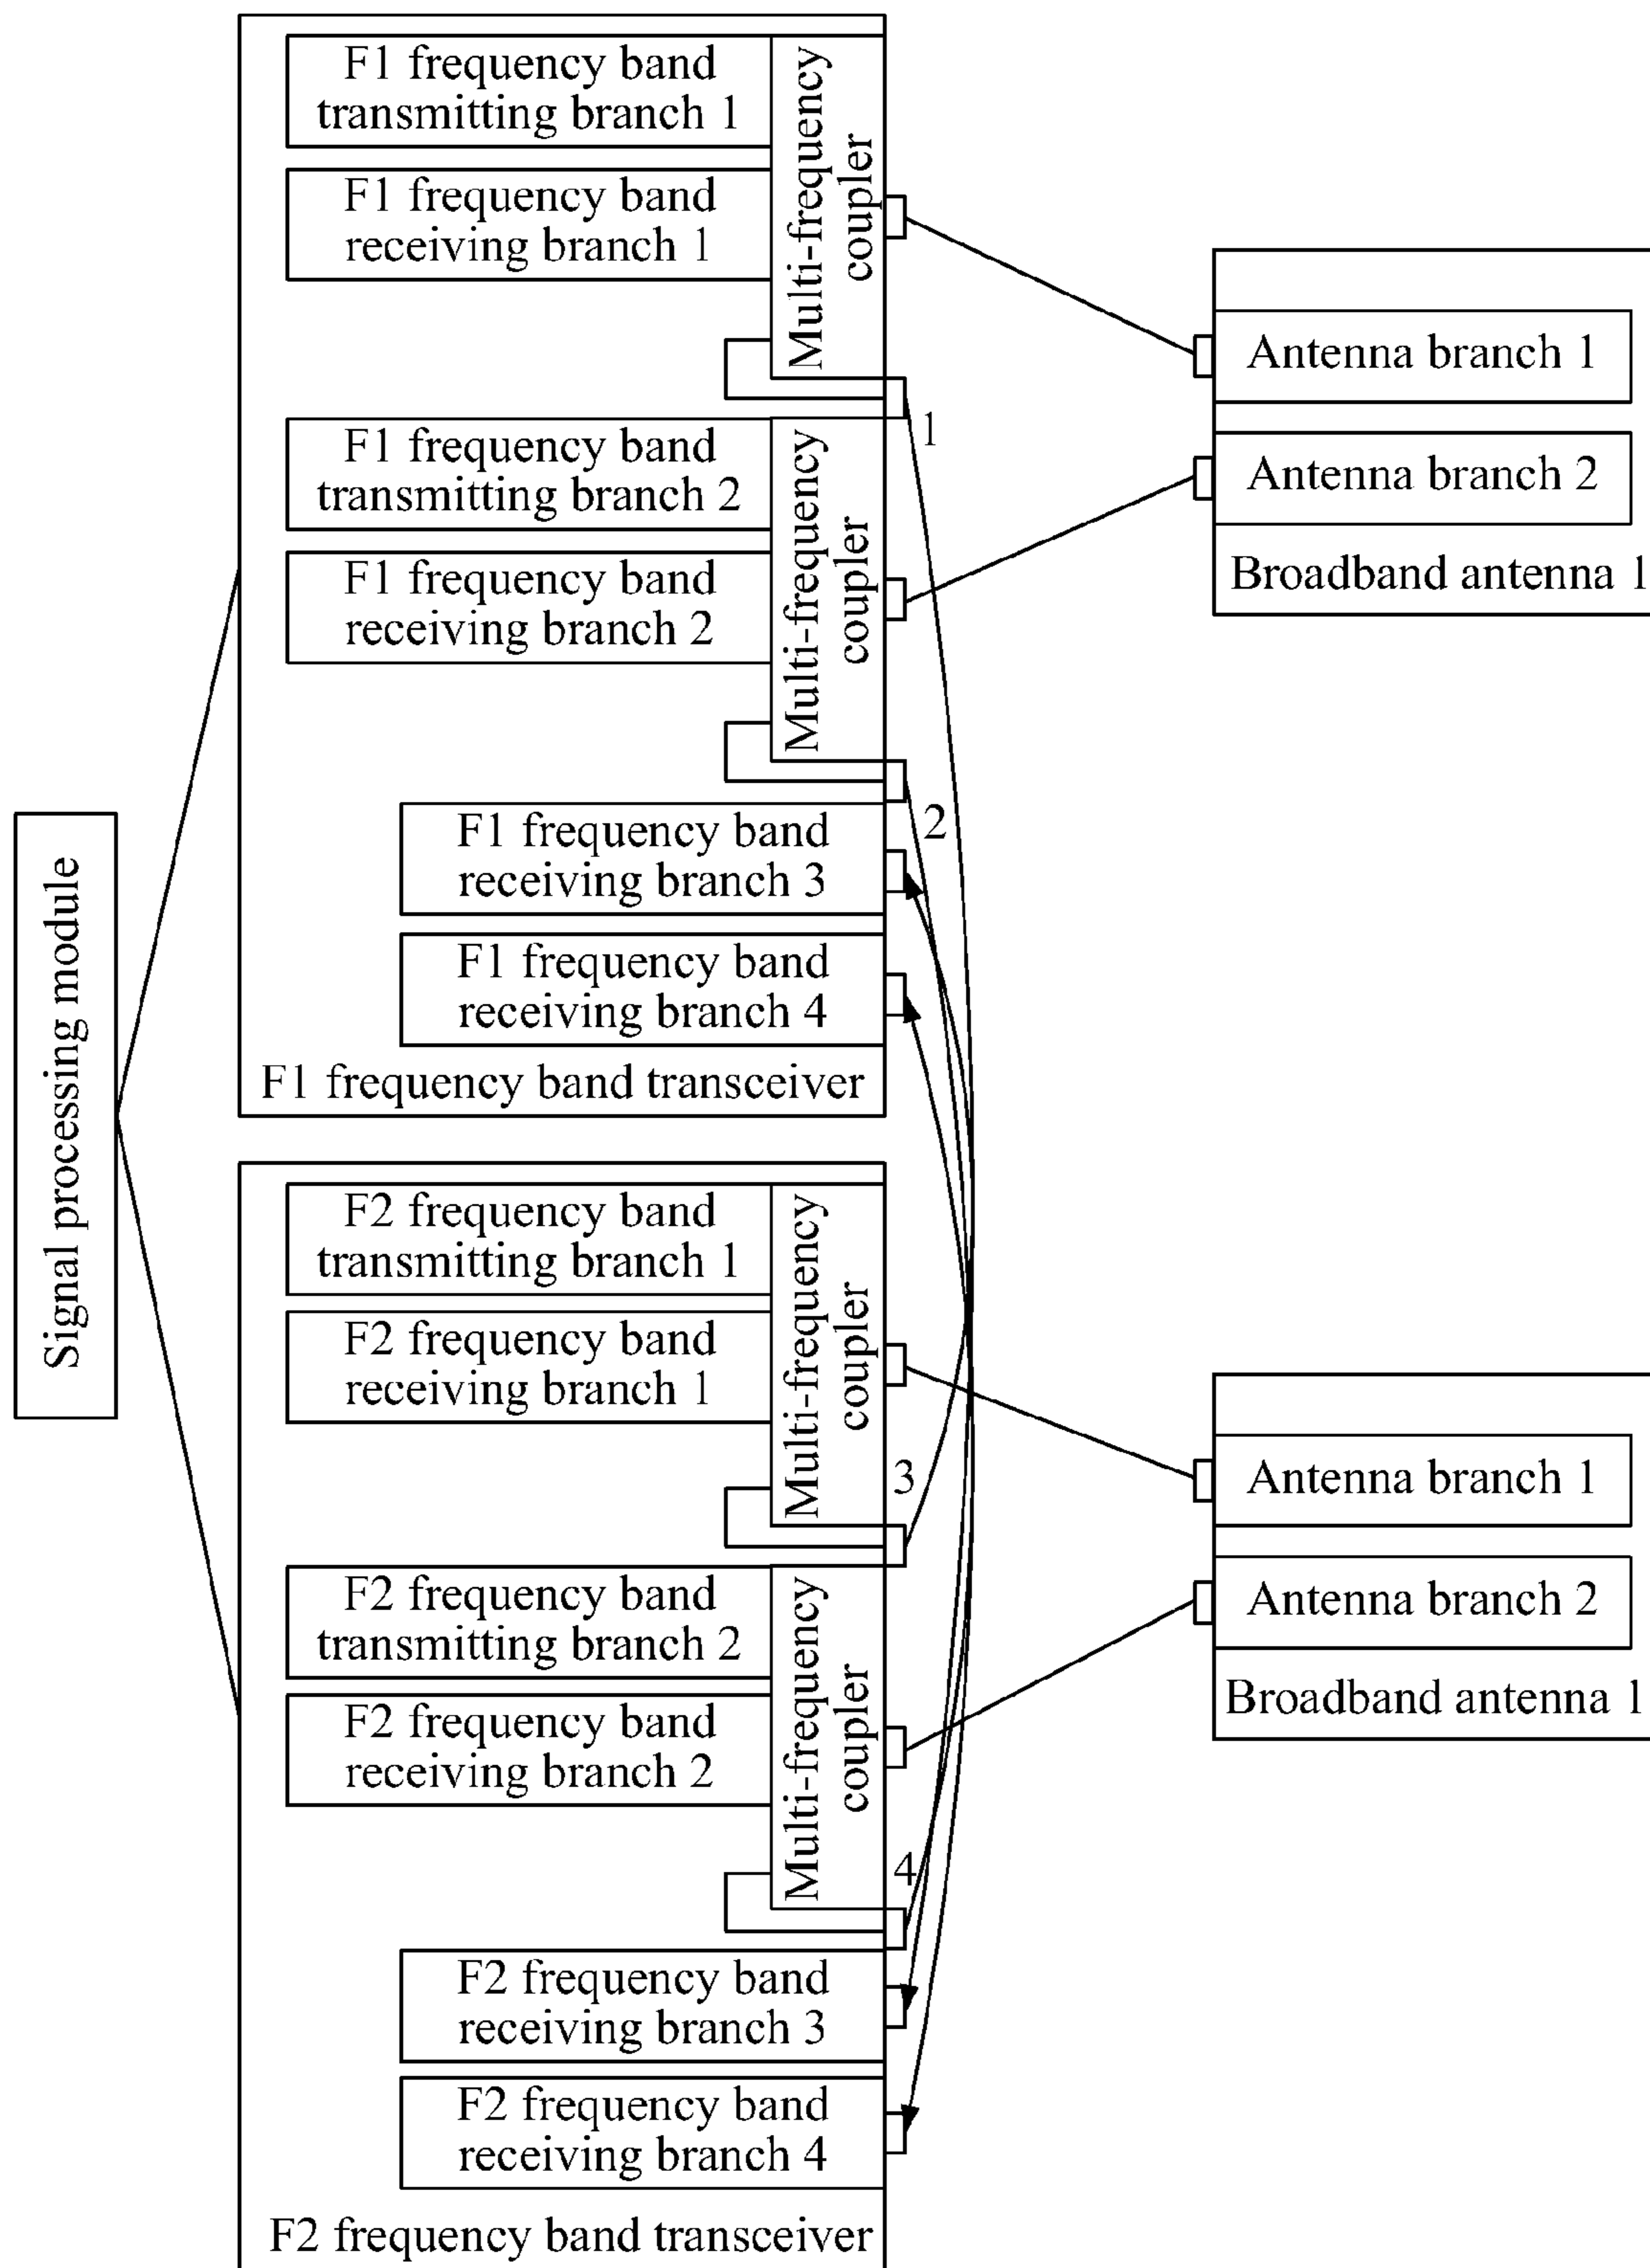 Signal processing module
F1 frequency band
transmitting branch 1
F1 frequency band
receiving branch 1
Multi-frequency
coupler
1
F1 frequency band
transmitting branch 2
F1 frequency band
receiving branch 2
Multi-frequency
coupler
2
F1 frequency band
receiving branch 3
F1 frequency band
receiving branch 4
F1 frequency band transceiver
F2 frequency band
transmitting branch 1
F2 frequency band
receiving branch 1
Multi-frequency
coupler
3
F2 frequency band
transmitting branch 2
F2 frequency band
receiving branch 2
Multi-frequency
coupler
4
F2 frequency band
receiving branch 3
F2 frequency band
receiving branch 4
F2 frequency band transceiver
Antenna branch 1
Antenna branch 2
Broadband antenna 1
Antenna branch 1
Antenna branch 2
Broadband antenna 1